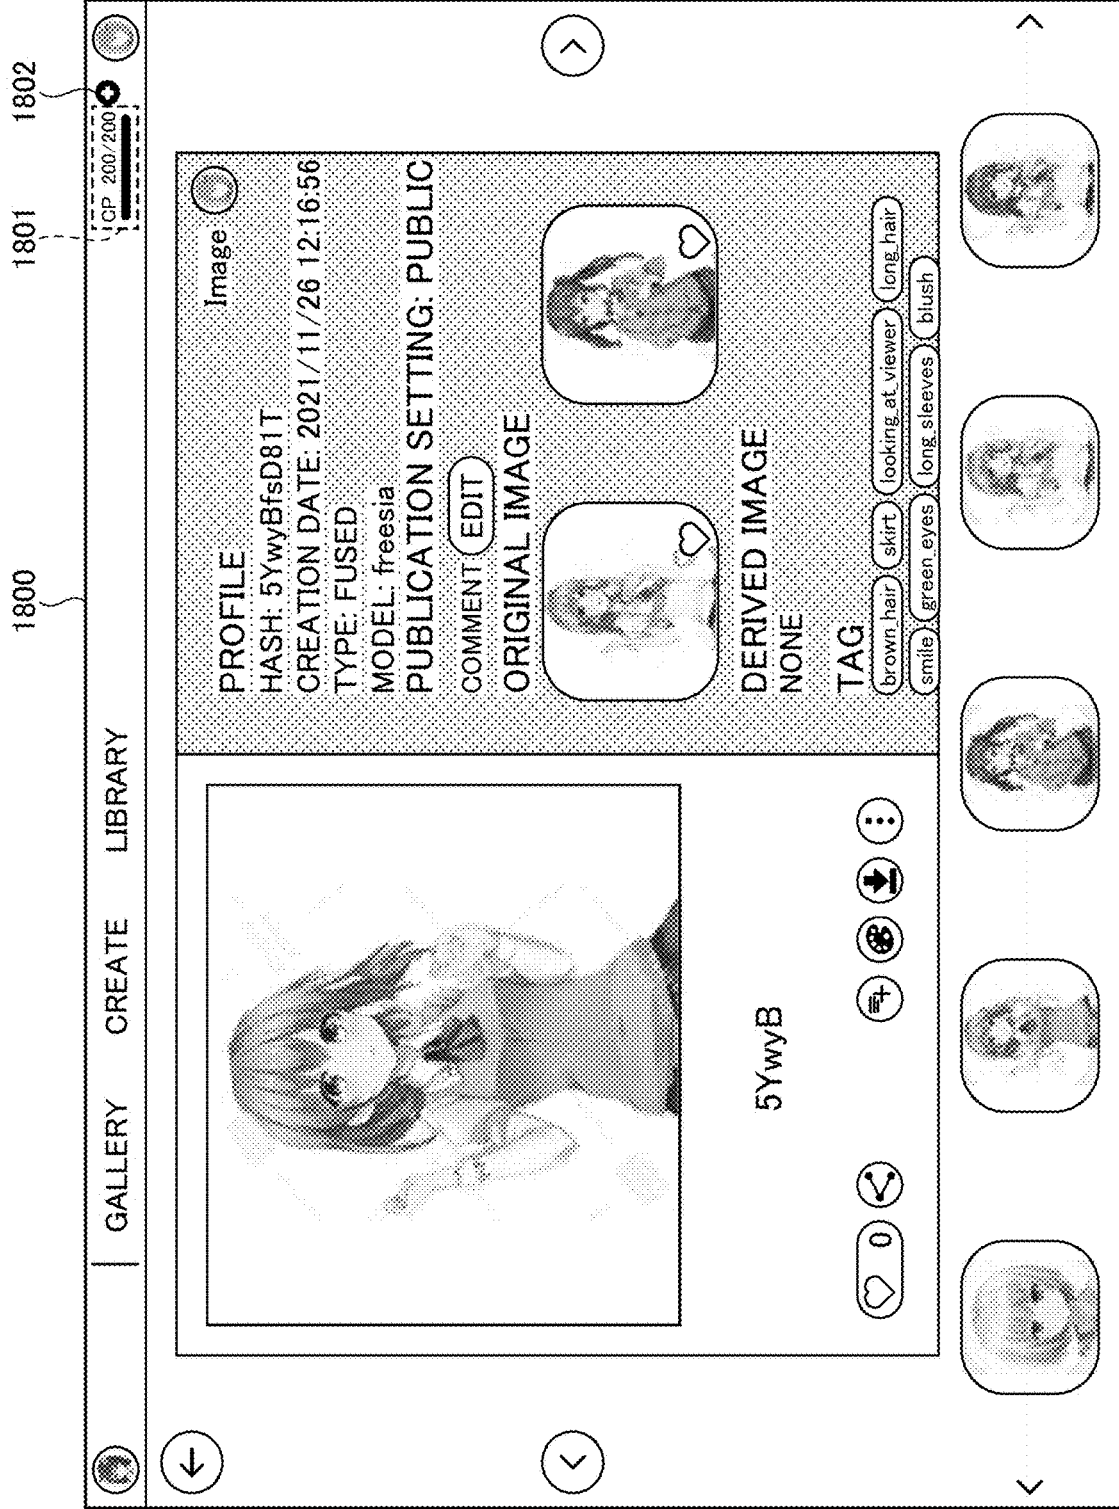 1800
1801
1802
GALLERY CREATE LIBRARY
CP 200/200
Image
PROFILE
HASH: 5YwyBfsD81T
CREATION DATE: 2021/11/26 12:16:56
TYPE: FUSED
MODEL: freesia
PUBLICATION SETTING: PUBLIC
COMMENT EDIT
ORIGINAL IMAGE
DERIVED IMAGE
NONE
TAG
brown_hair skirt looking_at_viewer long_hair
smile green_eyes long_sleeves blush
5YwyB
0